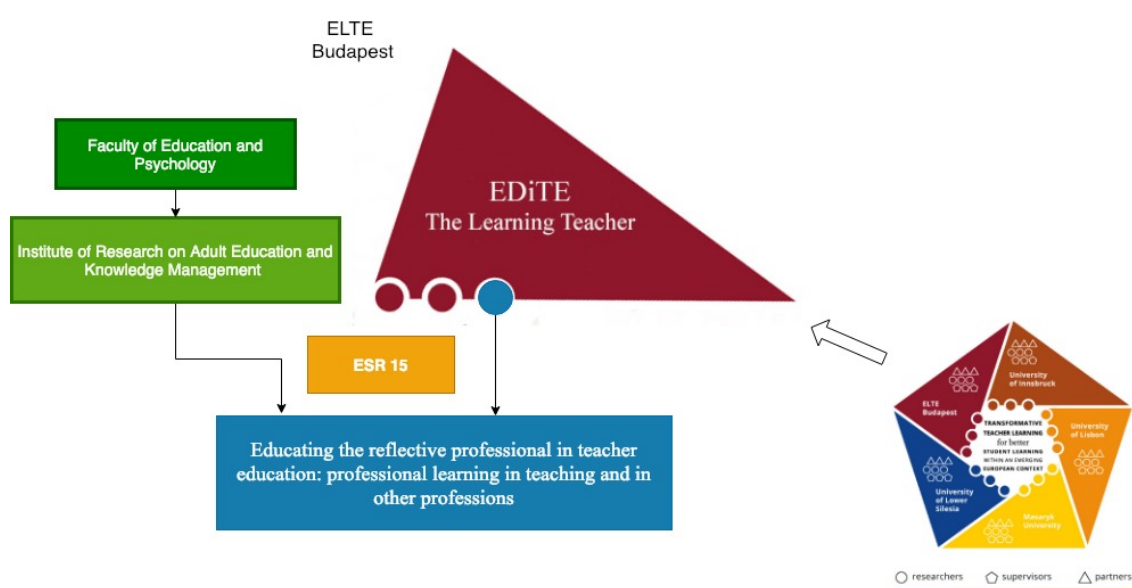 ELTE
Budapest
Faculty of Education and
Psychology
EDiTE
The Learning Teacher
Institute of Research on Adult Education and
Knowledge Management
ESR 15
Educating the reflective professional in teacher
education: professional learning in teaching and in
other professions
University
of Innsbruck
ELTE
Budapest
University
of Lisbon
TRANSFORMATIVE
TEACHER LEARNING
for better
STUDENT LEARNING
WITHIN AN EMERGING
EUROPEAN CONTEXT
University
of Lower
Silesia
Masaryk
University
researchers
supervisors
partners